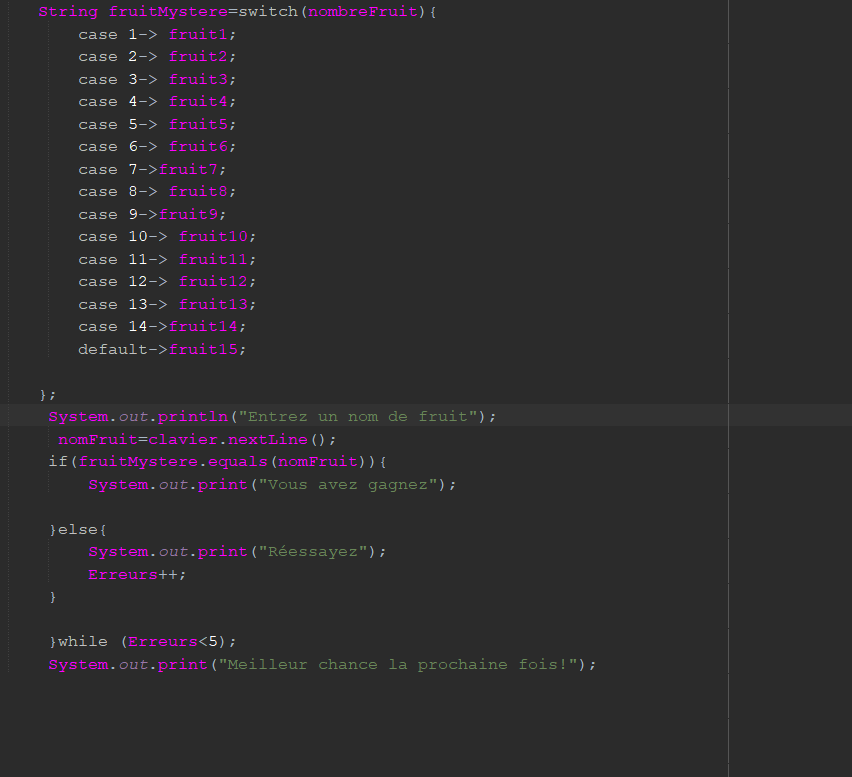 String fruitMystere=switch(nombreFruit){
case 1-> fruit1;
case 2-> fruit2;
case 3-> fruit3;
case 4-> fruit4;
case 5-> fruit5;
case 6-> fruit6;
case 7->fruit7;
case 8-> fruit8;
case 9->fruit9;
case 10-> fruit10;
case 11-> fruit11;
case 12-> fruit12;
case 13-> fruit13;
case 14->fruit14;
default->fruit15;
};
System.out.println("Entrez un nom de fruit");
nomFruit=clavier.nextLine();
if(fruitMystere.equals(nomFruit)){
System.out.print("Vous avez gagnez");
}else{
System.out.print("Réessayez");
Erreurs++;
}
}while (Erreurs<5);
System.out.print("Meilleur chance la prochaine fois!");